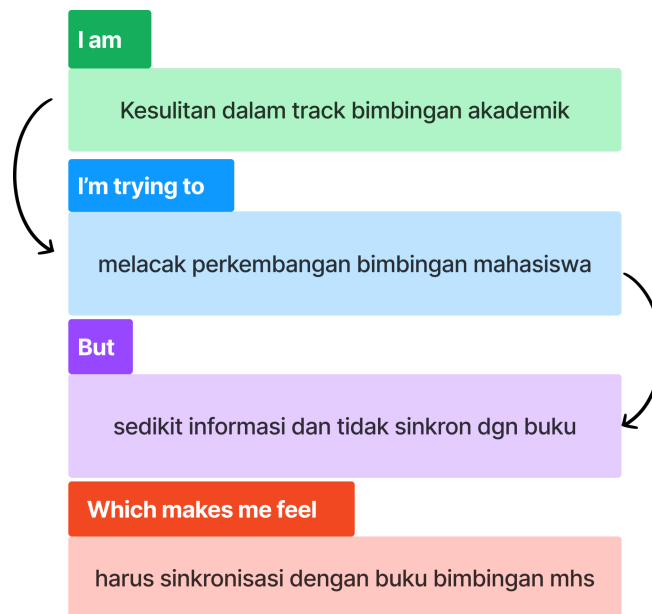 I am
Kesulitan dalam track bimbingan akademik
I'm trying to
melacak perkembangan bimbingan mahasiswa
But
sedikit informasi dan tidak sinkron dgn buku
Which makes me feel
harus sinkronisasi dengan buku bimbingan mhs